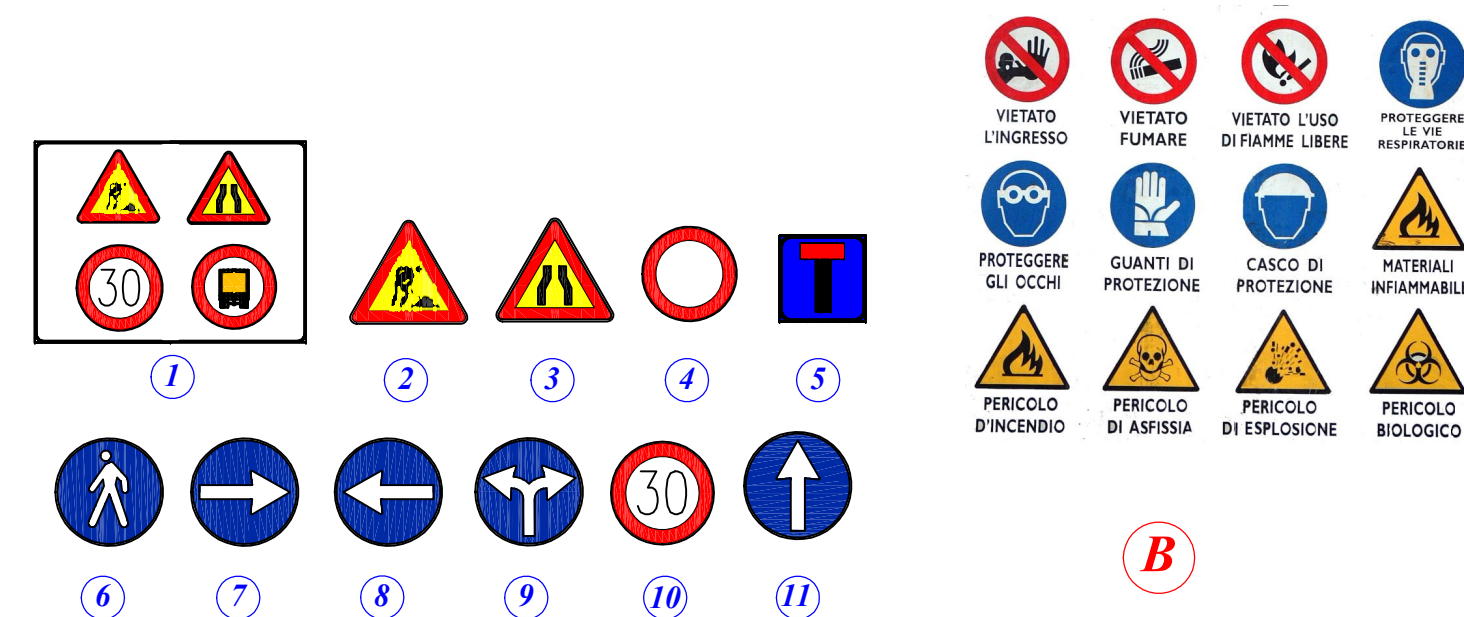 VIETATO
L'INGRESSO
VIETATO
FUMARE
VIETATO L'USO
DI FIAMME LIBERE
PROTEGGERE
LE VIE
RESPIRATORIE
30
PROTEGGERE
GLI OCCHI
GUANTI DI
PROTEZIONE
CASCO DI
PROTEZIONE
MATERIALI
INFIAMMABILI
1
2
3
4
5
PERICOLO
D'INCENDIO
PERICOLO
DI ASFISSIA
PERICOLO
DI ESPLOSIONE
PERICOLO
BIOLOGICO
30
6
7
8
9
10
11
B